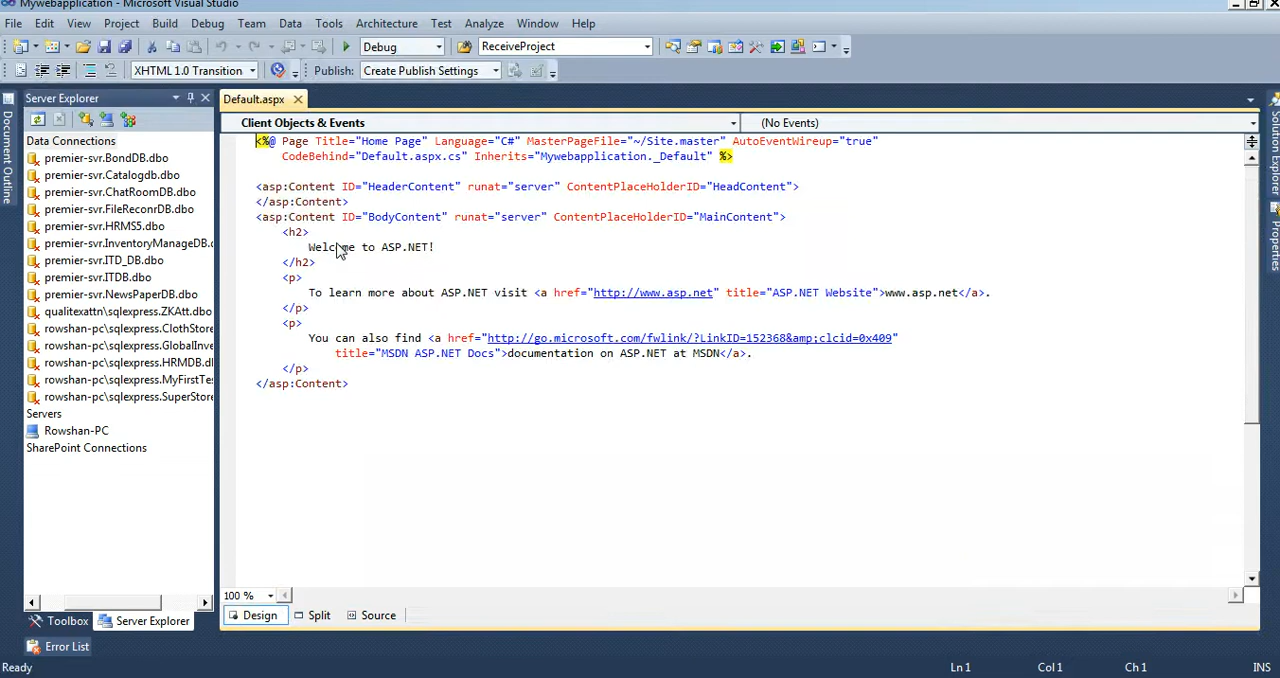 Mywebapplication - Microsoft Visual Studio
File Edit View Project Build Debug Team Data Tools Architecture Test Analyze Window Help
Debug ReceiveProject
XHTML 1.0 Transition Publish: Create Publish Settings
Server Explorer
Default.aspx
Client Objects & Events (No Events)
Document Outline
Solution Explorer
Properties
Data Connections
premier-svr.BondDB.dbo
premier-svr.Catalogdb.dbo
premier-svr.ChatRoomDB.dbo
premier-svr.FileReconrDB.dbo
premier-svr.HRMS5.dbo
premier-svr.InventoryManageDB.
premier-svr.ITD_DB.dbo
premier-svr.ITDB.dbo
premier-svr.NewsPaperDB.dbo
qualitexattn\sqlexpress.ZKAtt.dbo
rowshan-pc\sqlexpress.ClothStore
rowshan-pc\sqlexpress.GlobalInve
rowshan-pc\sqlexpress.HRMDB.dl
rowshan-pc\sqlexpress.MyFirstTe
rowshan-pc\sqlexpress.SuperStore
Servers
Rowshan-PC
SharePoint Connections
<%@ Page Title="Home Page" Language="C#" MasterPageFile="~/Site.master" AutoEventWireup="true"
CodeBehind="Default.aspx.cs" Inherits="Mywebapplication._Default" %>
<asp:Content ID="HeaderContent" runat="server" ContentPlaceHolderID="HeadContent">
</asp:Content>
<asp:Content ID="BodyContent" runat="server" ContentPlaceHolderID="MainContent">
<h2>
Welcome to ASP.NET!
</h2>
<p>
To learn more about ASP.NET visit <a href="http://www.asp.net" title="ASP.NET Website">www.asp.net</a>.
</p>
<p>
You can also find <a href="http://go.microsoft.com/fwlink/?LinkID=152368&amp;clcid=0x409"
title="MSDN ASP.NET Docs">documentation on ASP.NET at MSDN</a>.
</p>
</asp:Content>
100 %
Design Split Source
Toolbox Server Explorer
Error List
Ready Ln 1 Col 1 Ch 1 INS